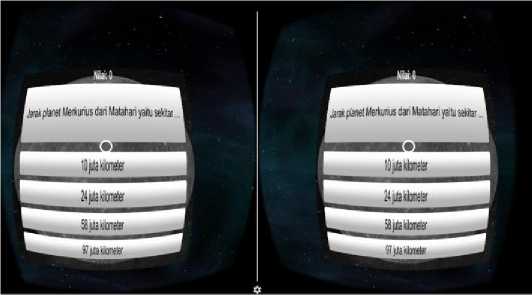 Nilai: 0
Jarak planet Merkurius dari Matahari yaitu sekitar ...
10 juta kilometer
24 juta kilometer
58 juta kilometer
97 juta kilometer
Nilai: 0
Jarak planet Merkurius dari Matahari yaitu sekitar ...
10 juta kilometer
24 juta kilometer
58 juta kilometer
97 juta kilometer